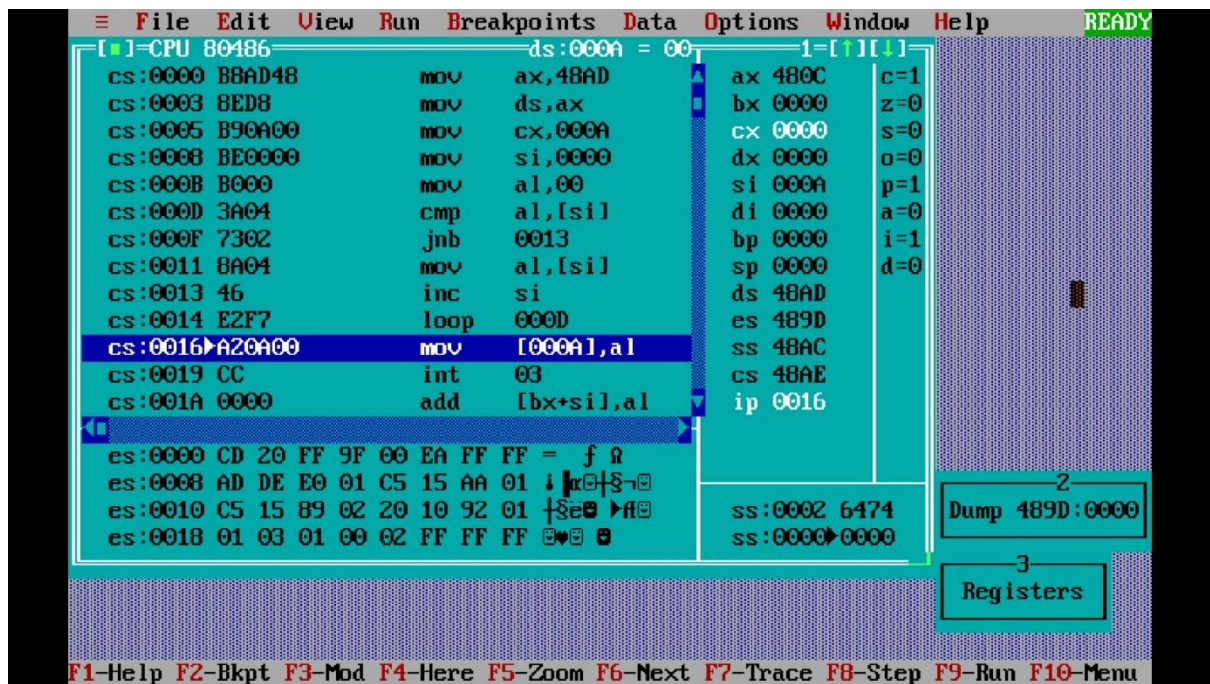 ≡ File Edit View Run Breakpoints Data Options Window Help READY
[■]=CPU 80486 ds:000A = 00 1=[↑][↓]
cs:0000 B8AD48 mov ax,48AD ax 480C c=1
cs:0003 8ED8 mov ds,ax bx 0000 z=0
cs:0005 B90A00 mov cx,000A cx 0000 s=0
cs:0008 BE0000 mov si,0000 dx 0000 o=0
cs:000B B000 mov al,00 si 000A p=1
cs:000D 3A04 cmp al,[si] di 0000 a=0
cs:000F 7302 jnb 0013 bp 0000 i=1
cs:0011 8A04 mov al,[si] sp 0000 d=0
cs:0013 46 inc si ds 48AD
cs:0014 E2F7 loop 000D es 489D
cs:0016►A20A00 mov [000A],al ss 48AC
cs:0019 CC int 03 cs 48AE
cs:001A 0000 add [bx+si],al ip 0016
es:0000 CD 20 FF 9F 00 EA FF FF = ƒ Ω
es:0008 AD DE E0 01 C5 15 AA 01 ¡▐α☺┼§¬☺
es:0010 C5 15 89 02 20 10 92 01 ┼§ë☻ ►Æ☺ ss:0002 6474
es:0018 01 03 01 00 02 FF FF FF ☺♥☺ ☻ ss:0000►0000
2
Dump 489D:0000
3
Registers
F1-Help F2-Bkpt F3-Mod F4-Here F5-Zoom F6-Next F7-Trace F8-Step F9-Run F10-Menu